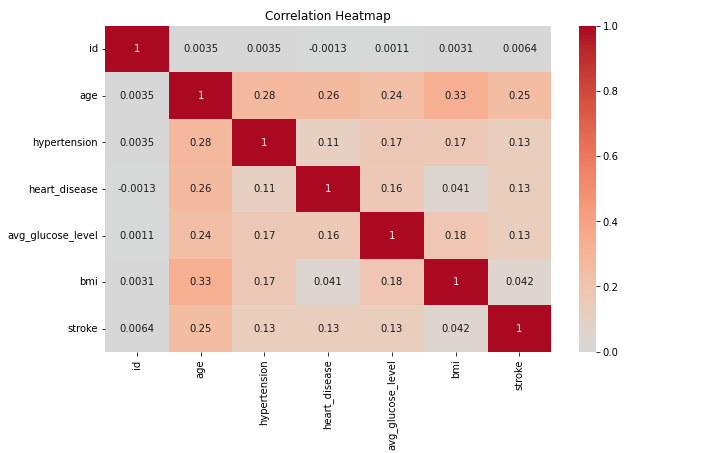 Correlation Heatmap
id 1 0.0035 0.0035 -0.0013 0.0011 0.0031 0.0064
age 0.0035 1 0.28 0.26 0.24 0.33 0.25
hypertension 0.0035 0.28 1 0.11 0.17 0.17 0.13
heart_disease -0.0013 0.26 0.11 1 0.16 0.041 0.13
avg_glucose_level 0.0011 0.24 0.17 0.16 1 0.18 0.13
bmi 0.0031 0.33 0.17 0.041 0.18 1 0.042
stroke 0.0064 0.25 0.13 0.13 0.13 0.042 1
id age hypertension heart_disease avg_glucose_level bmi stroke
1.0
0.8
0.6
0.4
0.2
0.0